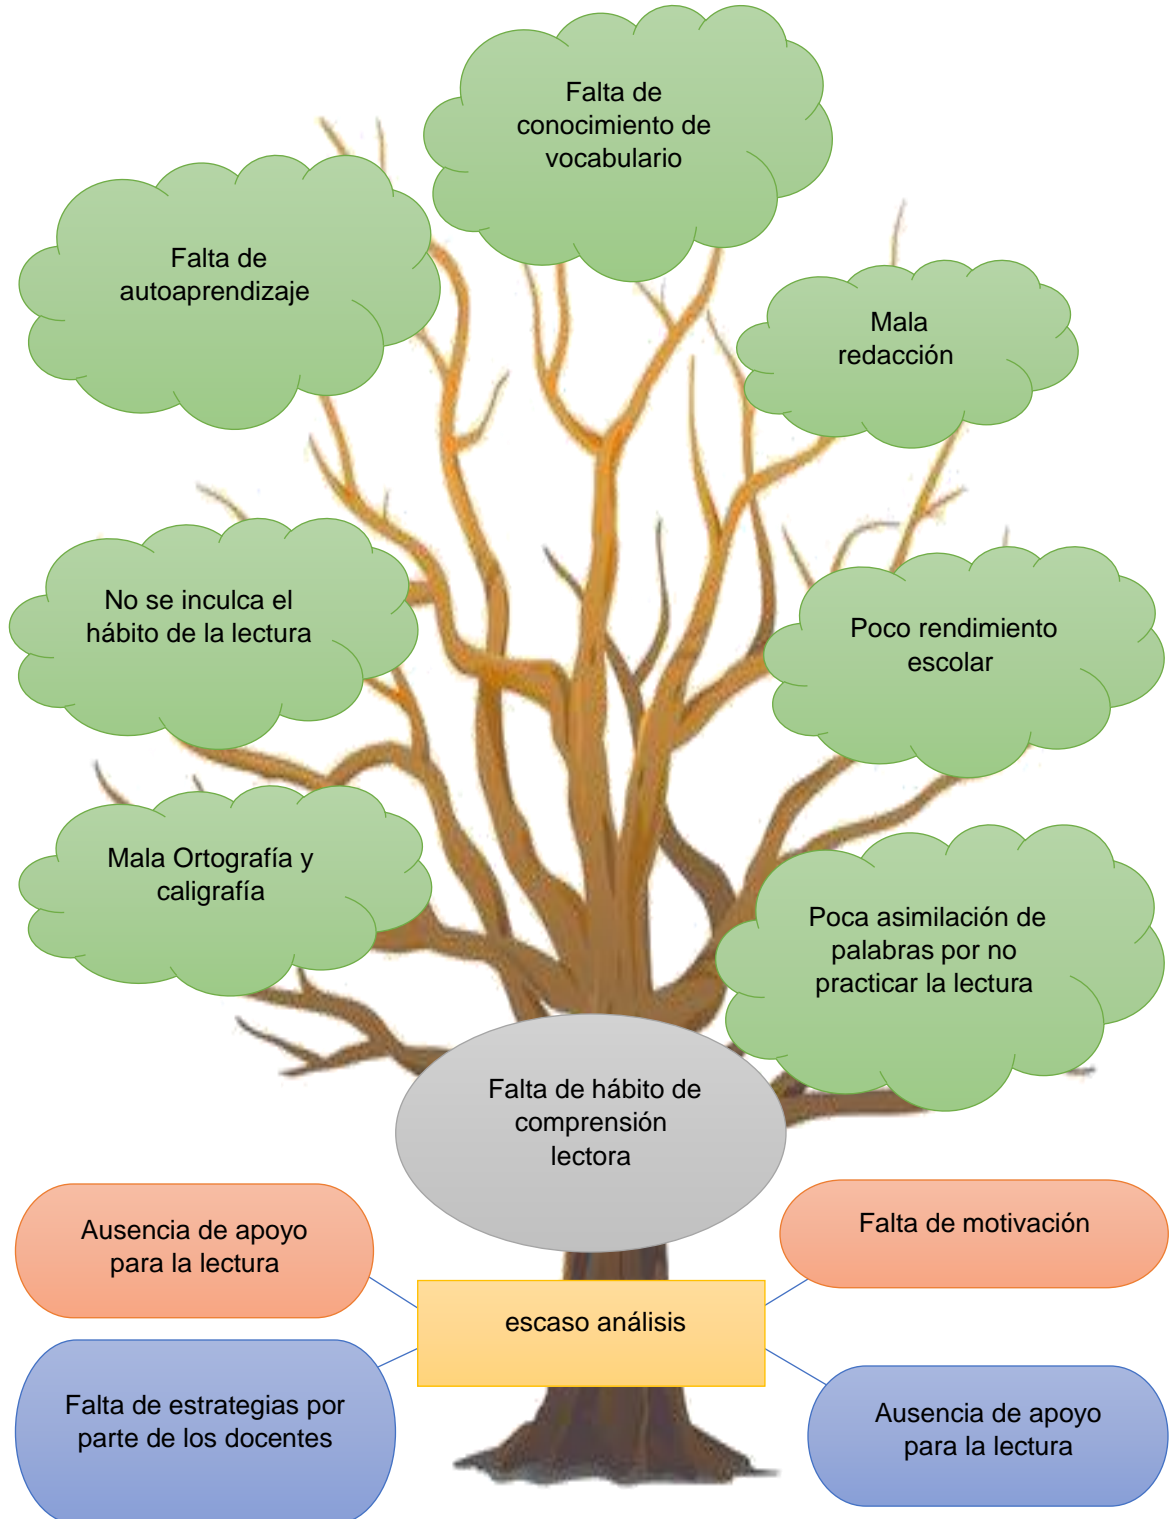 Falta de
conocimiento de
vocabulario
Falta de
autoaprendizaje
Mala
redacción
No se inculca el
hábito de la lectura
Poco rendimiento
escolar
Mala Ortografía y
caligrafía
Poca asimilación de
palabras por no
practicar la lectura
Falta de hábito de
comprensión
lectora
Ausencia de apoyo
para la lectura
Falta de motivación
escaso análisis
Falta de estrategias por
parte de los docentes
Ausencia de apoyo
para la lectura